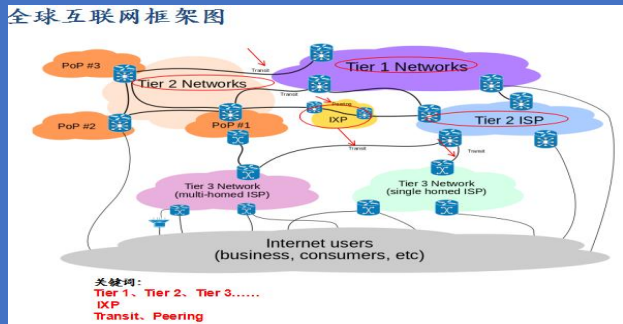 全球互联网框架图
PoP #3
Transit
Tier 1 Networks
Tier 2 Networks
Transit
Peering
PoP #2
PoP #1
IXP
Tier 2 ISP
Transit
Transit
Tier 3 Network
(multi-homed ISP)
Tier 3 Network
(single homed ISP)
Internet users
(business, consumers, etc)
关键词:
Tier 1、Tier 2、Tier 3……
IXP
Transit、Peering